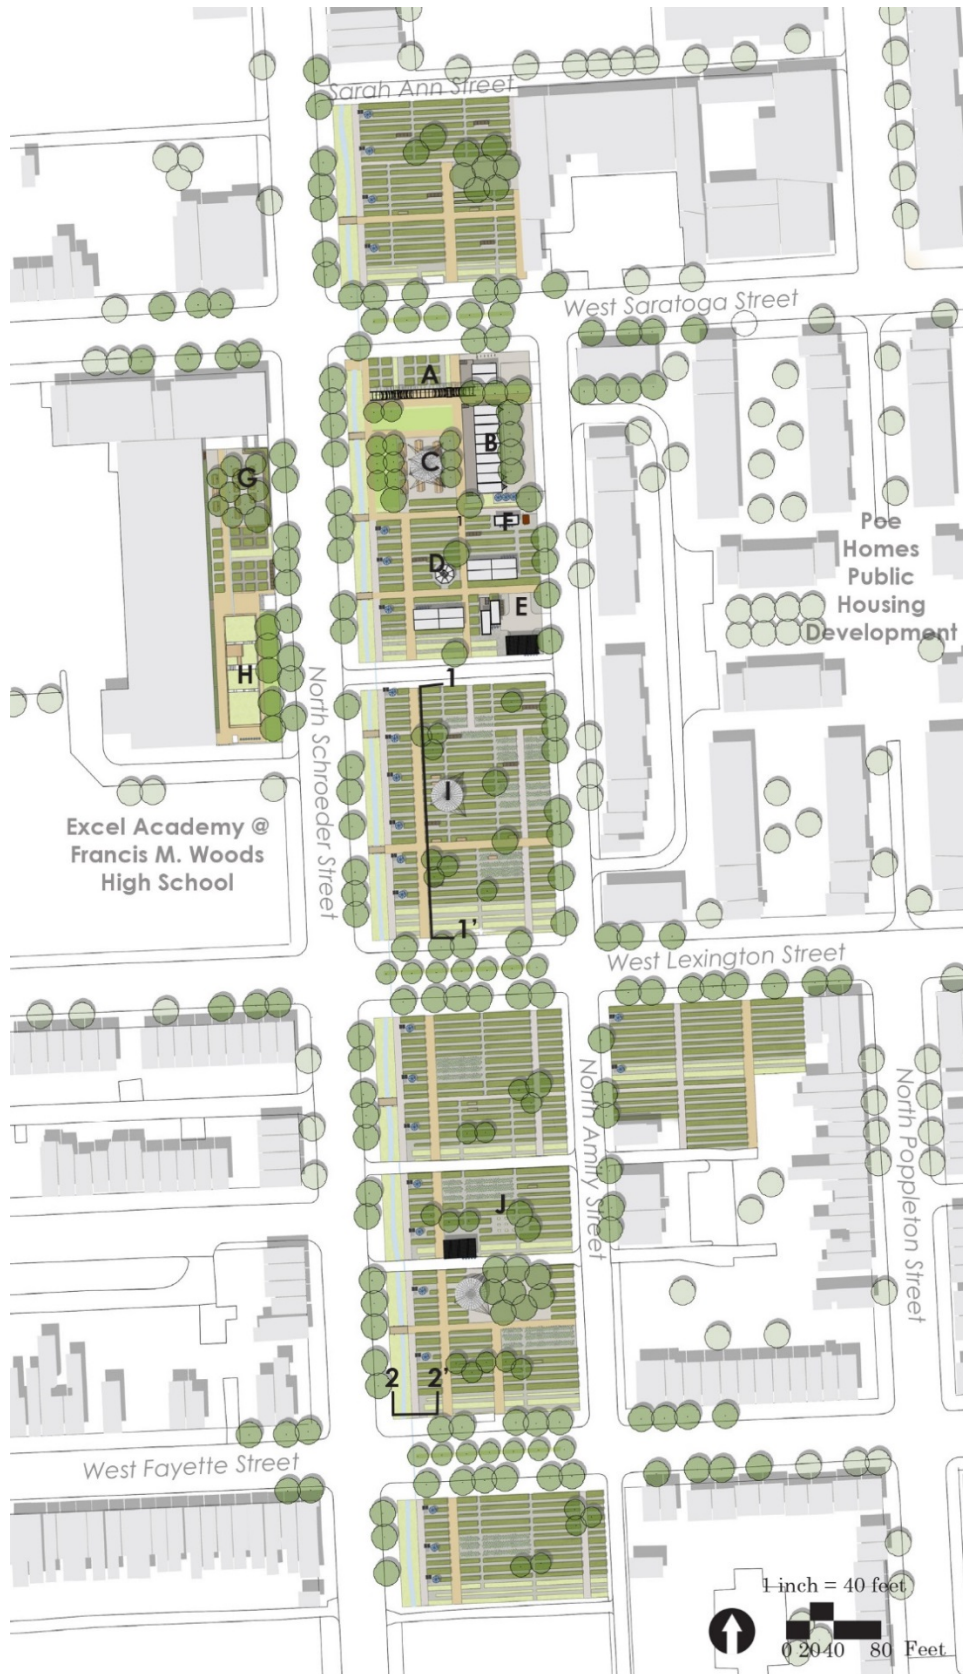 Sarah Ann Street
West Saratoga Street
A
B
C
G
F
Poe
Homes
Public
Housing
Development
D
E
H
North Schroeder Street
1
I
Excel Academy @
Francis M. Woods
High School
1'
West Lexington Street
North Amity Street
North Poppleton Street
J
2
2'
West Fayette Street
1 inch = 40 feet
0 20 40 80 Feet